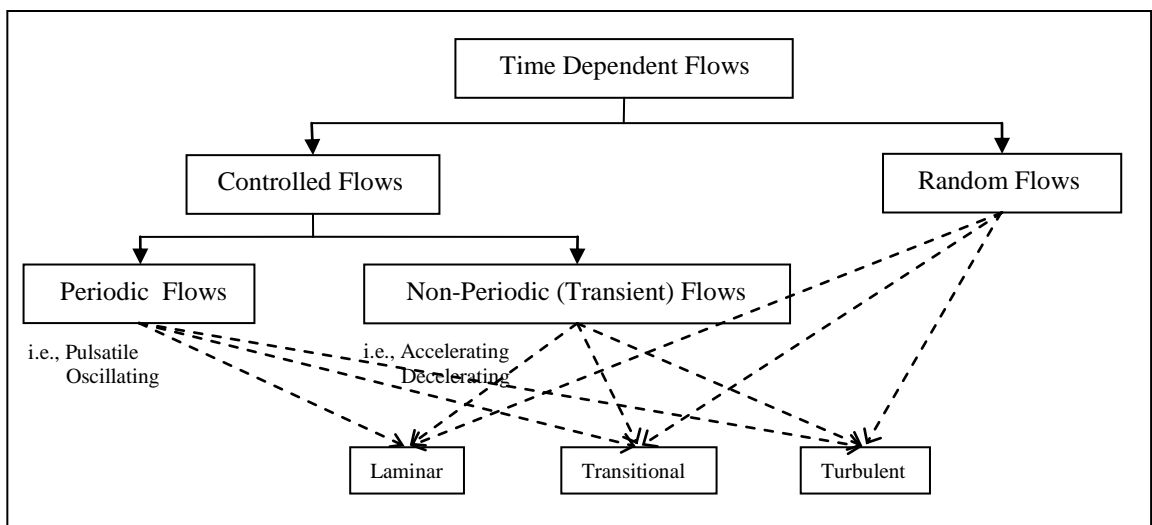 Time Dependent Flows
Controlled Flows
Random Flows
Periodic Flows
Non-Periodic (Transient) Flows
i.e., Pulsatile
Oscillating
i.e., Accelerating
Decelerating
Laminar
Transitional
Turbulent